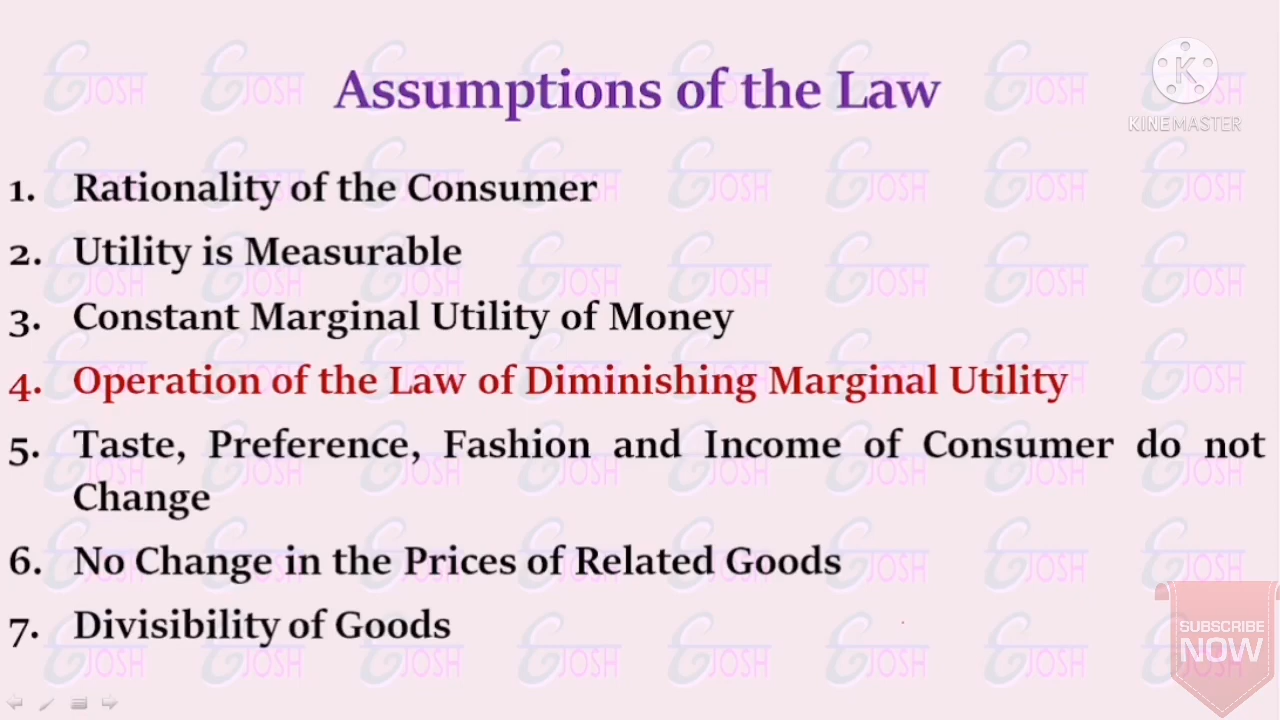 Assumptions of the Law
KINEMASTER
1. Rationality of the Consumer
2. Utility is Measurable
3. Constant Marginal Utility of Money
4. Operation of the Law of Diminishing Marginal Utility
5. Taste, Preference, Fashion and Income of Consumer do not
Change
6. No Change in the Prices of Related Goods
7. Divisibility of Goods
SUBSCRIBE
NOW